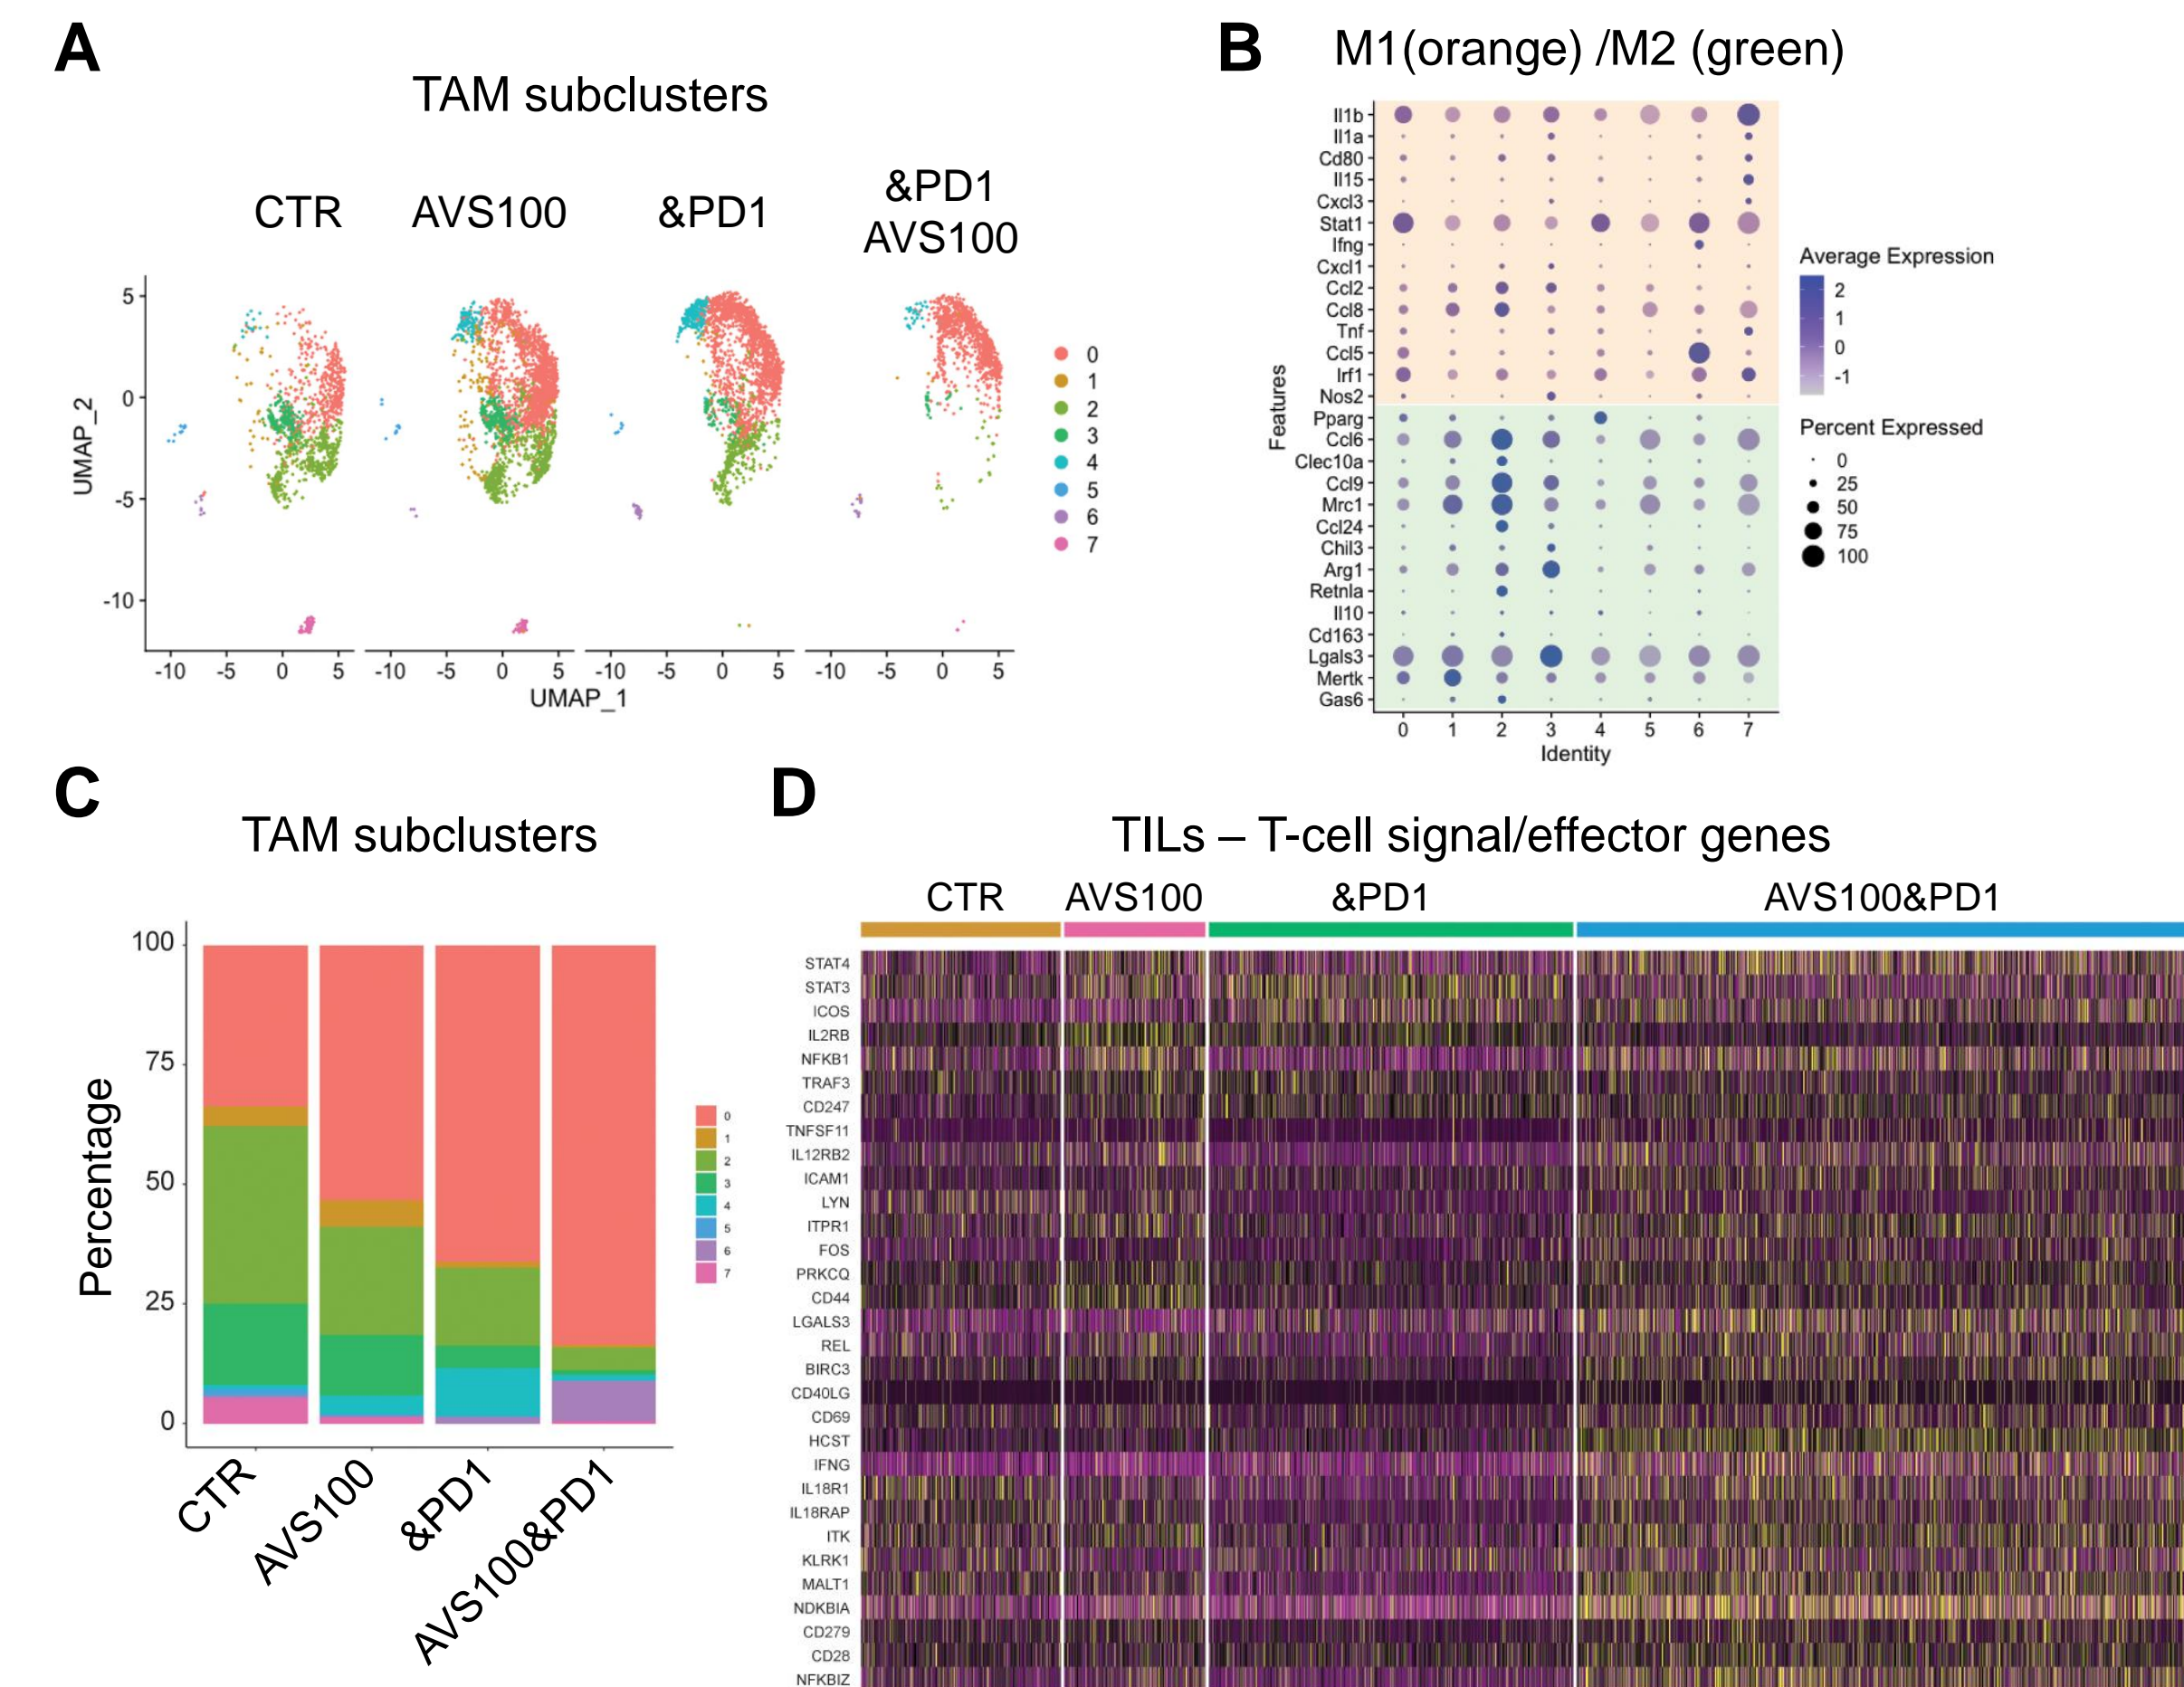 A
TAM subclusters
CTR
AVS100
&PD1
&PD1
AVS100
UMAP_2
5
0
-5
-10
-10
-5
0
5
-10
-5
0
5
-10
-5
0
5
-10
-5
0
5
UMAP_1
0
1
2
3
4
5
6
7
B
M1(orange) /M2 (green)
Features
Il1b
Il1a
Cd80
Il15
Cxcl3
Stat1
Ifng
Cxcl1
Ccl2
Ccl8
Tnf
Ccl5
Irf1
Nos2
Pparg
Ccl6
Clec10a
Ccl9
Mrc1
Ccl24
Chil3
Arg1
Retnla
Il10
Cd163
Lgals3
Mertk
Gas6
0
1
2
3
4
5
6
7
Identity
Average Expression
2
1
0
-1
Percent Expressed
0
25
50
75
100
C
TAM subclusters
Percentage
100
75
50
25
0
CTR
AVS100
&PD1
AVS100&PD1
0
1
2
3
4
5
6
7
D
TILs – T-cell signal/effector genes
CTR
AVS100
&PD1
AVS100&PD1
STAT4
STAT3
ICOS
IL2RB
NFKB1
TRAF3
CD247
TNFSF11
IL12RB2
ICAM1
LYN
ITPR1
FOS
PRKCQ
CD44
LGALS3
REL
BIRC3
CD40LG
CD69
HCST
IFNG
IL18R1
IL18RAP
ITK
KLRK1
MALT1
NDKBIA
CD279
CD28
NFKBIZ